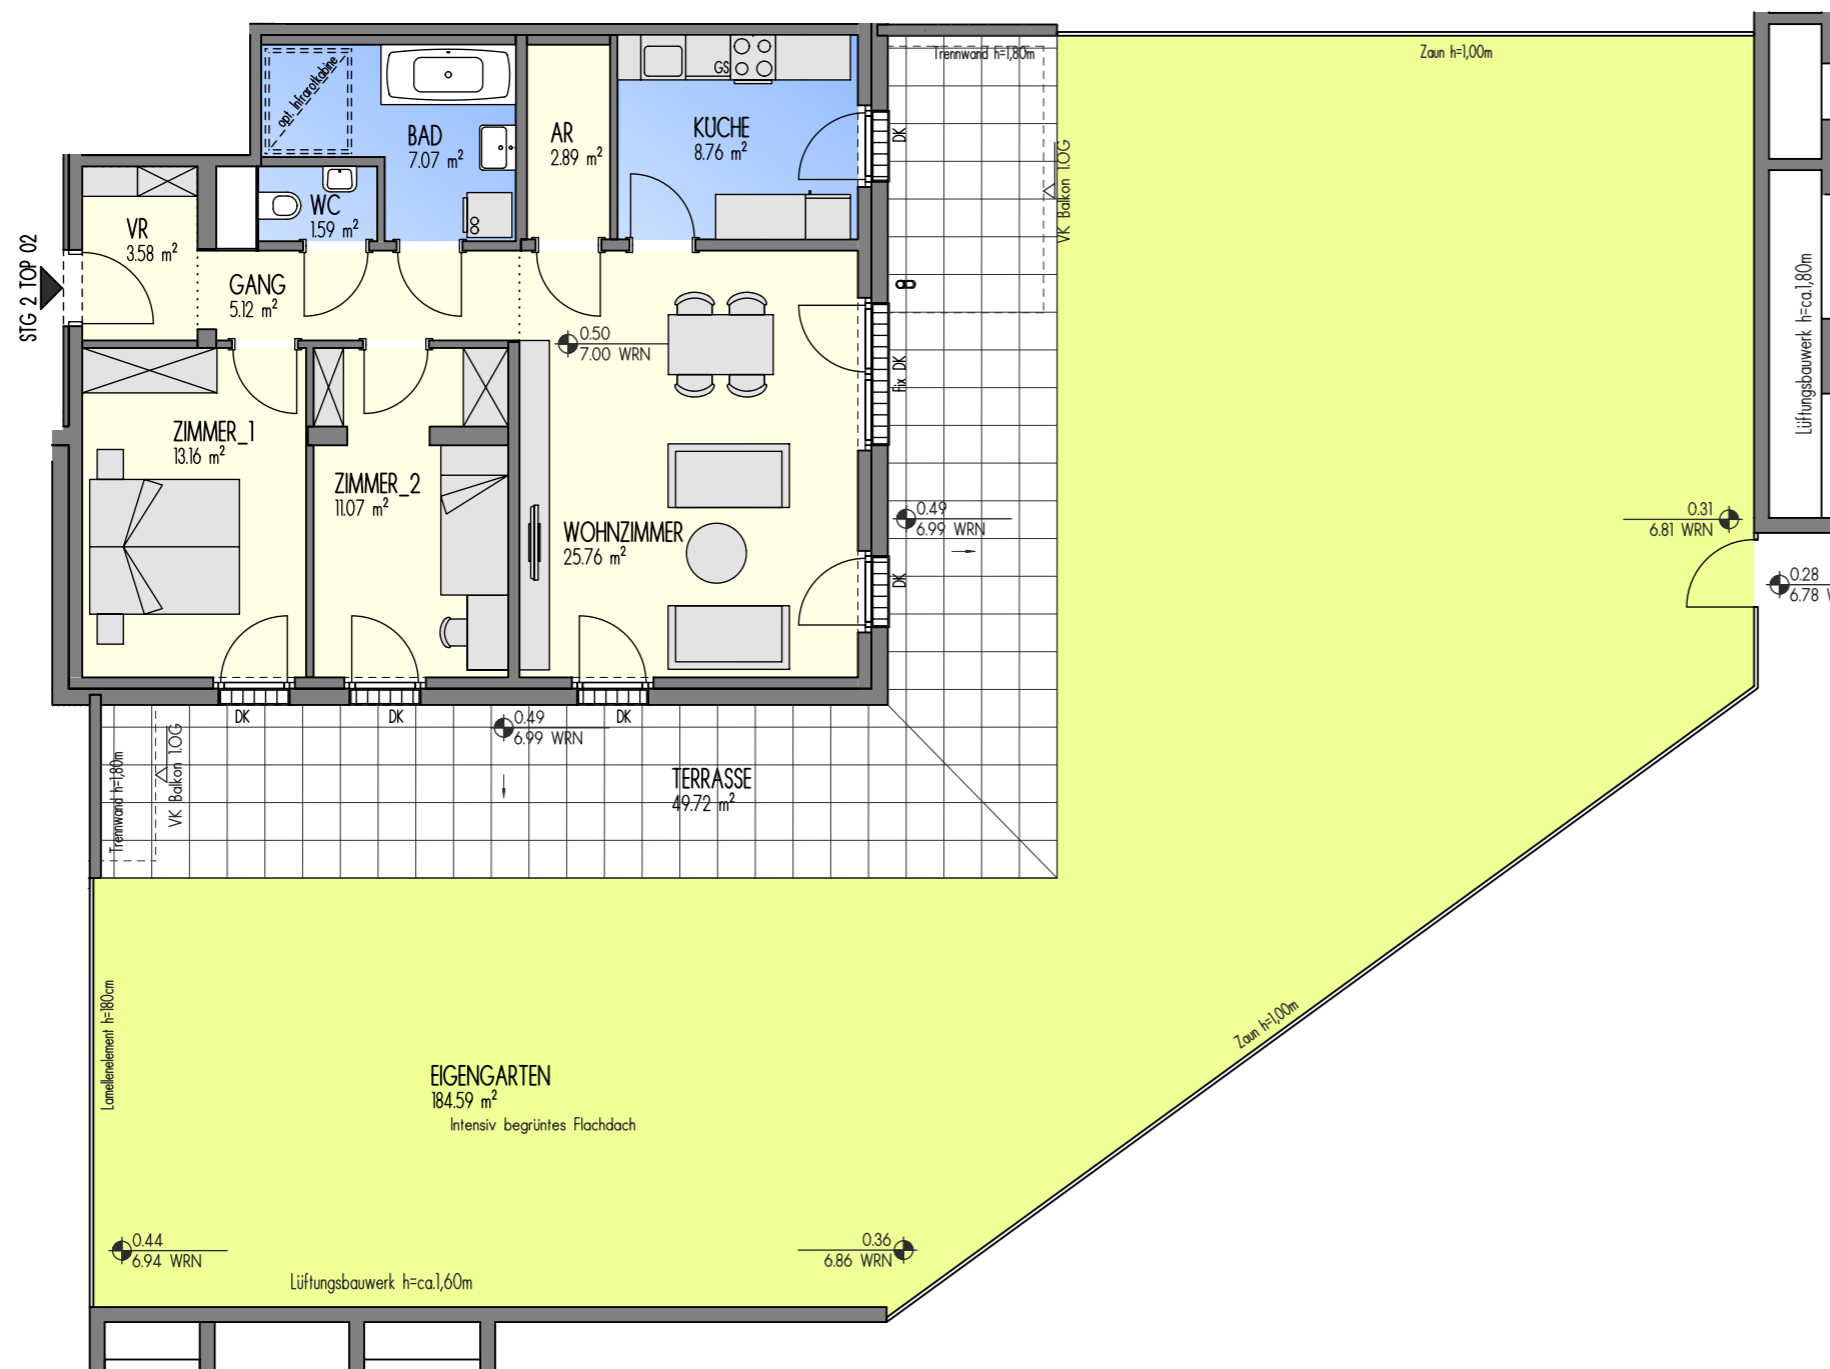 Trennwand h=1,80m
Zaun h=1,00m
opt. Infrarotkabine
BAD
7.07 m²
AR
2.89 m²
GS
KÜCHE
8.76 m²
DK
VK Balkon 1.OG
WC
1.59 m²
VR
3.58 m²
STG 2 TOP 02
GANG
5.12 m²
0.50
7.00 WRN
Fix DK
Lüftungsbauwerk h=ca.1,80m
ZIMMER_1
13.16 m²
ZIMMER_2
11.07 m²
WOHNZIMMER
25.76 m²
0.49
6.99 WRN
0.31
6.81 WRN
DK
0.28
6.78
DK
DK
DK
0.49
6.99 WRN
Trennwand h=1,80m
VK Balkon 1.OG
TERRASSE
49.72 m²
Lamellenelement h=180cm
Zaun h=1,00m
EIGENGARTEN
184.59 m²
Intensiv begrüntes Flachdach
0.44
6.94 WRN
0.36
6.86 WRN
Lüftungsbauwerk h=ca.1,60m